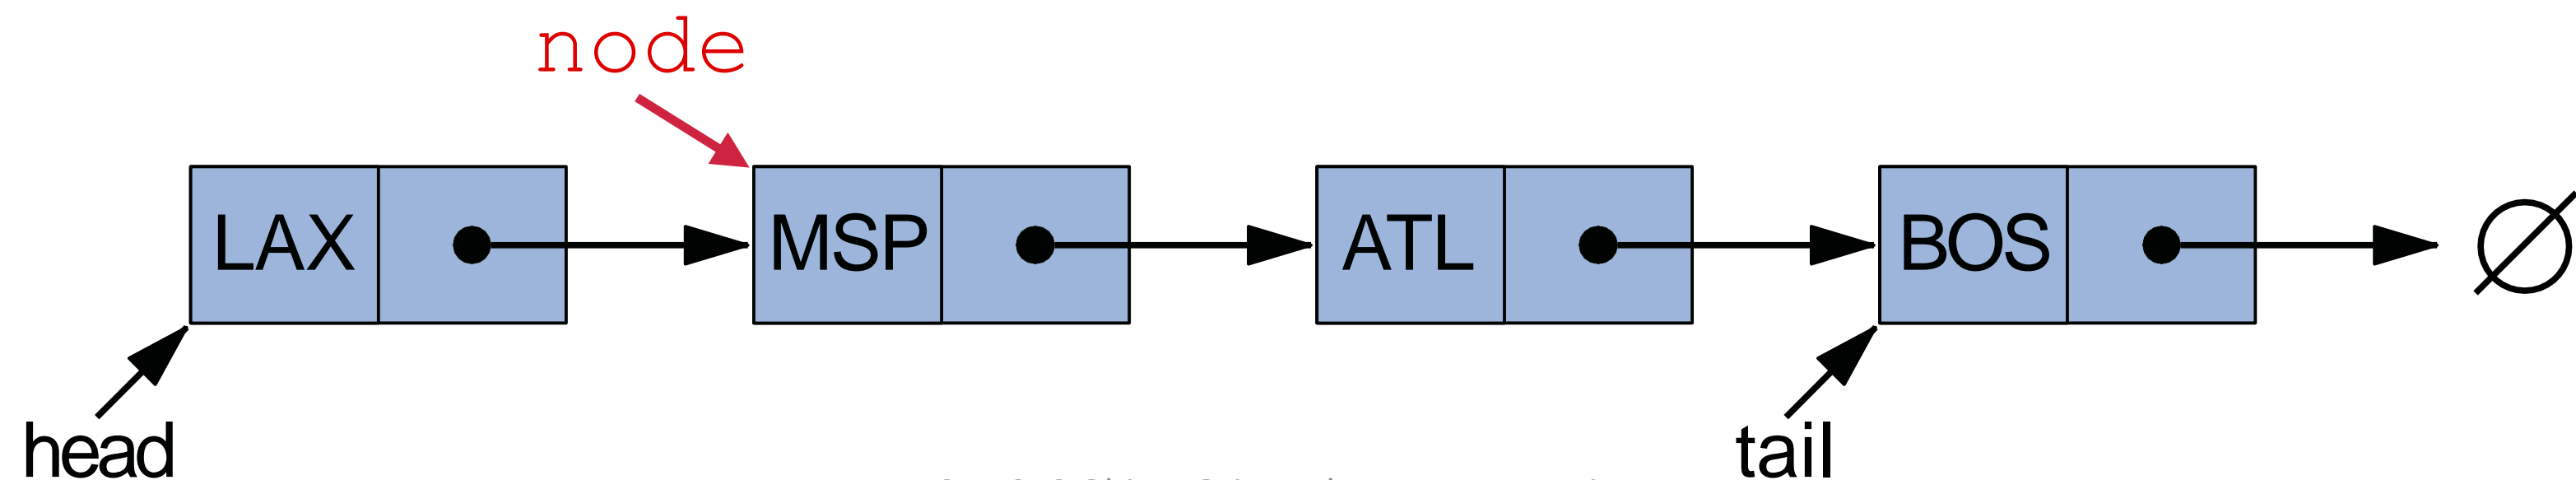 node
LAX MSP ATL BOS ∅
head tail